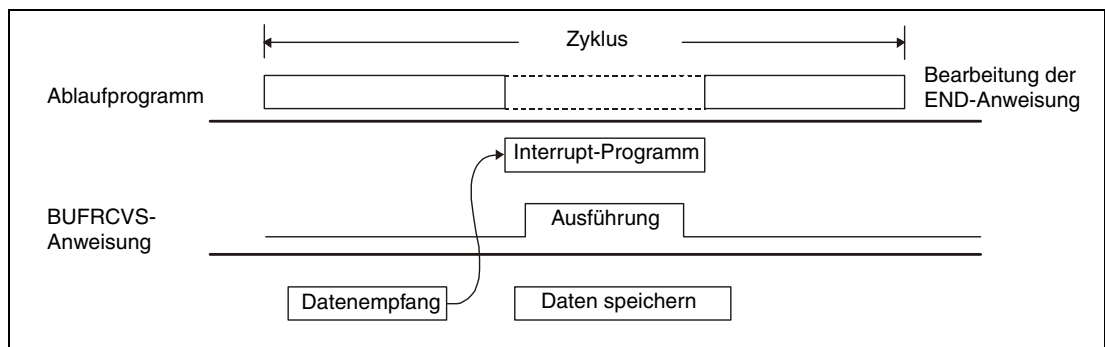 Zyklus
Ablaufprogramm
Bearbeitung der
END-Anweisung
Interrupt-Programm
BUFRCVS-
Anweisung
Ausführung
Datenempfang
Daten speichern